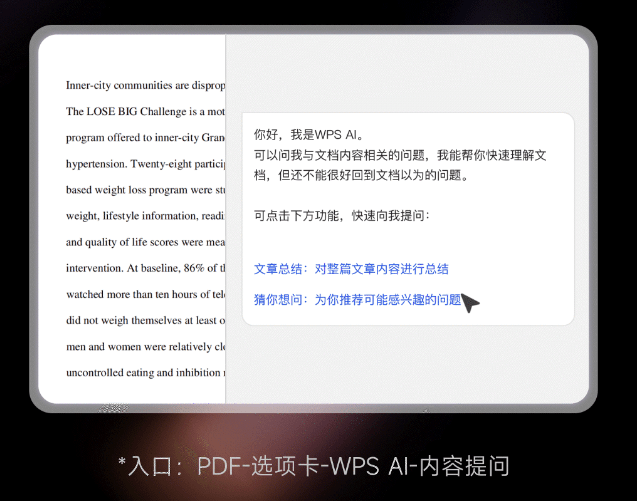 Inner-city communities are disprop
The LOSE BIG Challenge is a mot
program offered to inner-city Gran
hypertension. Twenty-eight particip
based weight loss program were stu
weight, lifestyle information, readi
and quality of life scores were mea
intervention. At baseline, 86% of th
watched more than ten hours of tel
did not weigh themselves at least o
men and women were relatively clo
uncontrolled eating and inhibition
你好，我是WPS AI。
可以问我与文档内容相关的问题，我能帮你快速理解文
档，但还不能很好回到文档以为的问题。
可点击下方功能，快速向我提问：
文章总结：对整篇文章内容进行总结
猜你想问：为你推荐可能感兴趣的问题
*入口：PDF-选项卡-WPS AI-内容提问